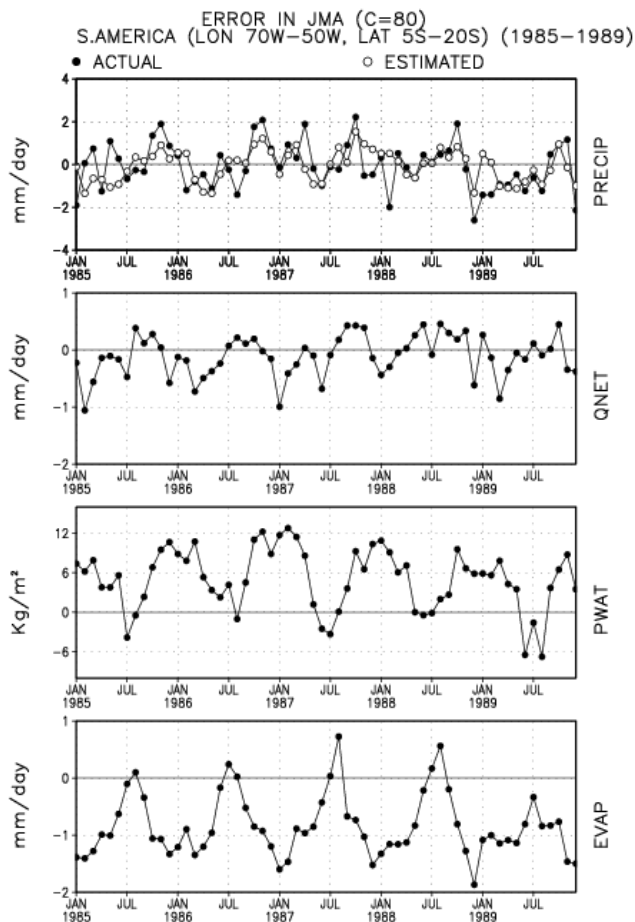 ERROR IN JMA (C=80)
S.AMERICA (LON 70W−50W, LAT 5S−20S) (1985−1989)
● ACTUAL ○ ESTIMATED
4
2
0
−2
−4
mm/day
PRECIP
JAN JUL JAN JUL JAN JUL JAN JUL JAN JUL
1985 1986 1987 1988 1989
1
0
−1
−2
mm/day
QNET
JAN JUL JAN JUL JAN JUL JAN JUL JAN JUL
1985 1986 1987 1988 1989
12
6
0
−6
Kg/m²
PWAT
JAN JUL JAN JUL JAN JUL JAN JUL JAN JUL
1985 1986 1987 1988 1989
1
0
−1
−2
mm/day
EVAP
JAN JUL JAN JUL JAN JUL JAN JUL JAN JUL
1985 1986 1987 1988 1989